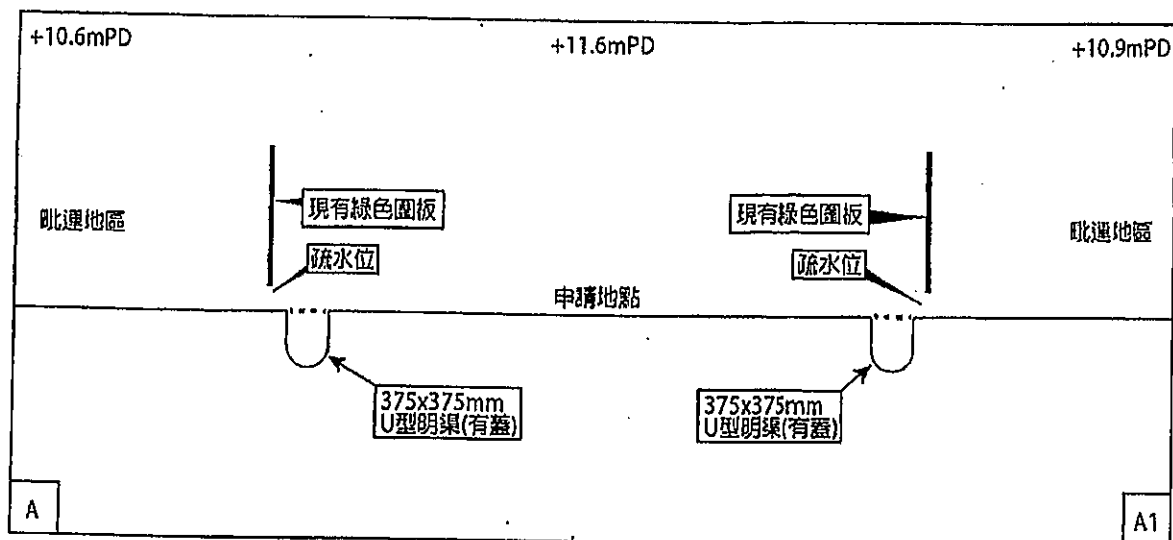 +10.6mPD
+11.6mPD
+10.9mPD
現有綠色圍板
現有綠色圍板
毗連地區
毗連地區
疏水位
疏水位
申請地點
375x375mm
U型明渠(有蓋)
375x375mm
U型明渠(有蓋)
A
A1